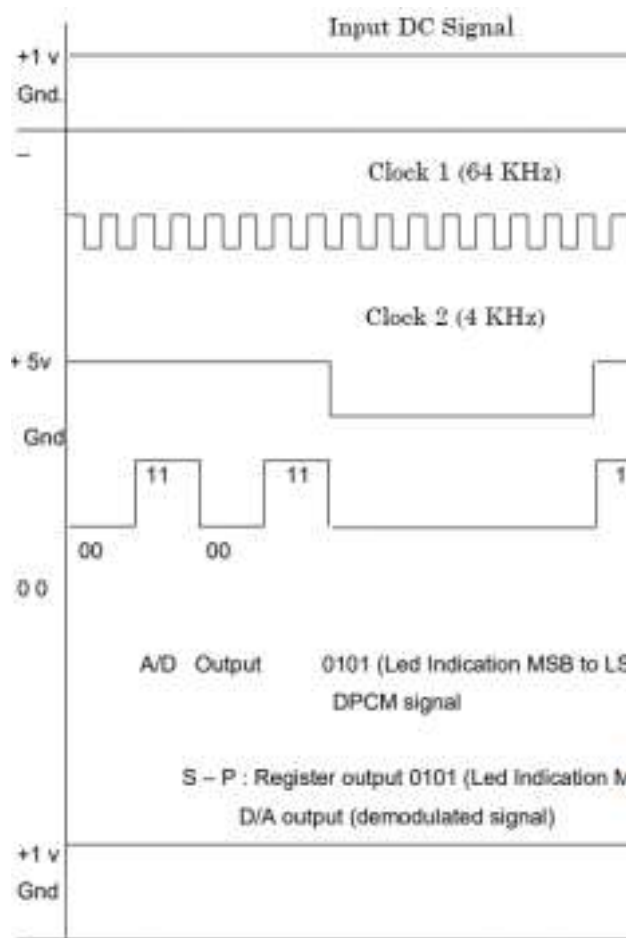 Input DC Signal
+1 v
Gnd.
–
Clock 1 (64 KHz)
Clock 2 (4 KHz)
+ 5v
Gnd
11 11 1
00 00
0 0
A/D Output 0101 (Led Indication MSB to LS
DPCM signal
S – P : Register output 0101 (Led Indication M
D/A output (demodulated signal)
+1 v
Gnd